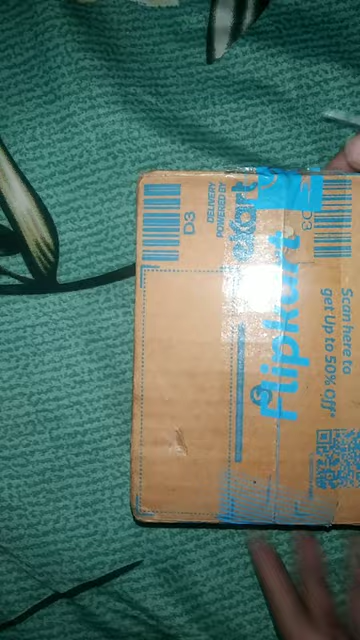 D3
DELIVERY
POWERED BY
ekart
D3
Flipkart
Scan here to
get Up to 50% Off*